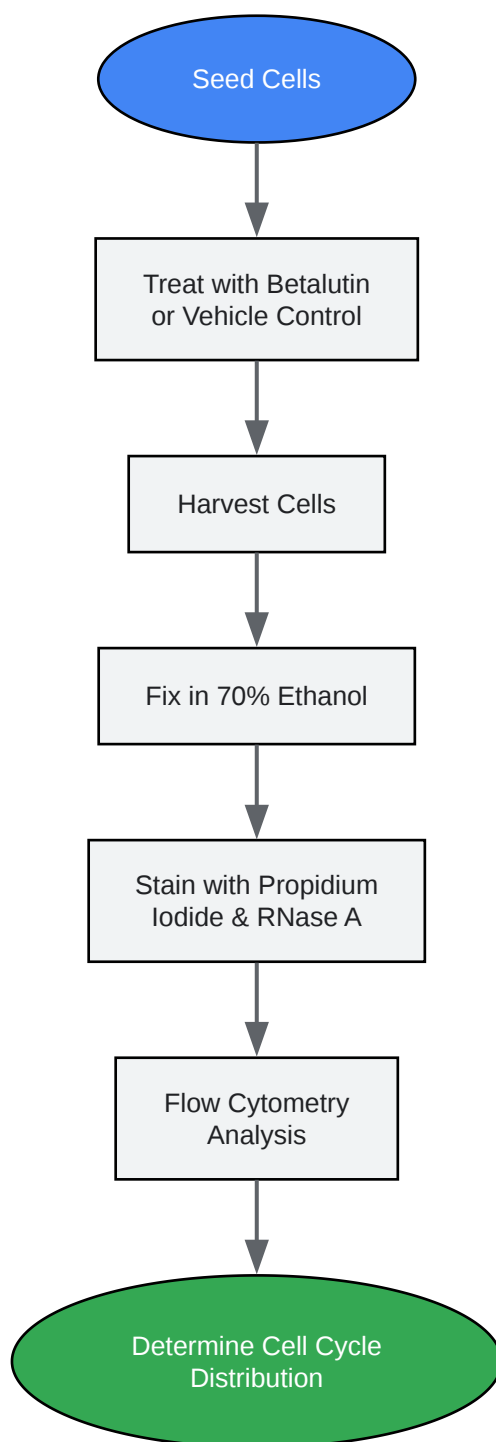 Seed Cells
Treat with Betalutin
or Vehicle Control
Harvest Cells
Fix in 70% Ethanol
Stain with Propidium
Iodide & RNase A
Flow Cytometry
Analysis
Determine Cell Cycle
Distribution